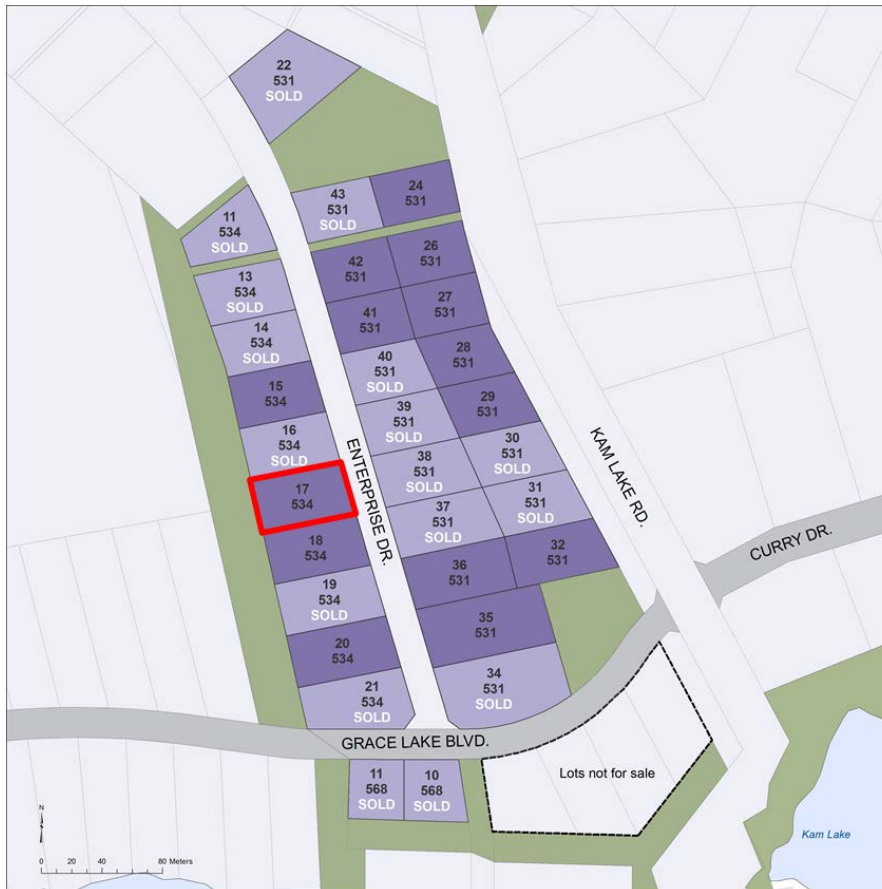 22
531
SOLD
43
531
SOLD
24
531
11
534
SOLD
42
531
26
531
13
534
SOLD
41
531
27
531
14
534
SOLD
40
531
SOLD
28
531
15
534
39
531
SOLD
29
531
16
534
SOLD
38
531
SOLD
30
531
SOLD
17
534
37
531
SOLD
31
531
SOLD
18
534
36
531
32
531
19
534
SOLD
35
531
20
534
34
531
SOLD
21
534
SOLD
ENTERPRISE DR.
KAM LAKE RD.
CURRY DR.
GRACE LAKE BLVD.
11
568
SOLD
10
568
SOLD
Lots not for sale
Kam Lake
N
0 20 40 80 Meters